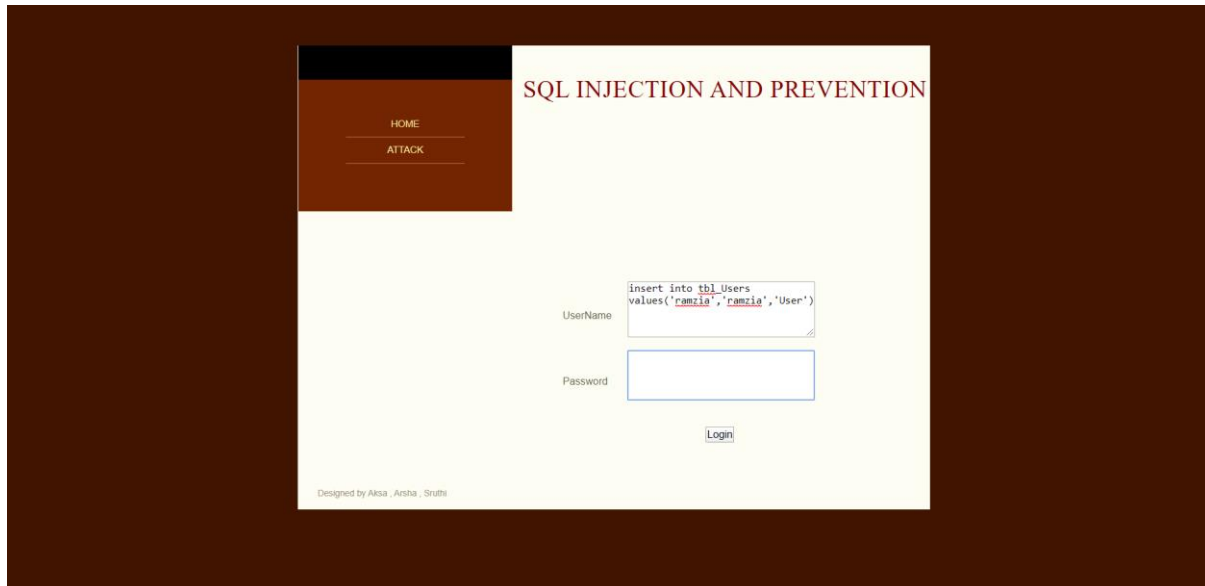 SQL INJECTION AND PREVENTION
HOME
ATTACK
UserName
insert into tbl_Users
values('ramzia','ramzia','User')
Password
Login
Designed by Aksa , Arsha , Sruthi